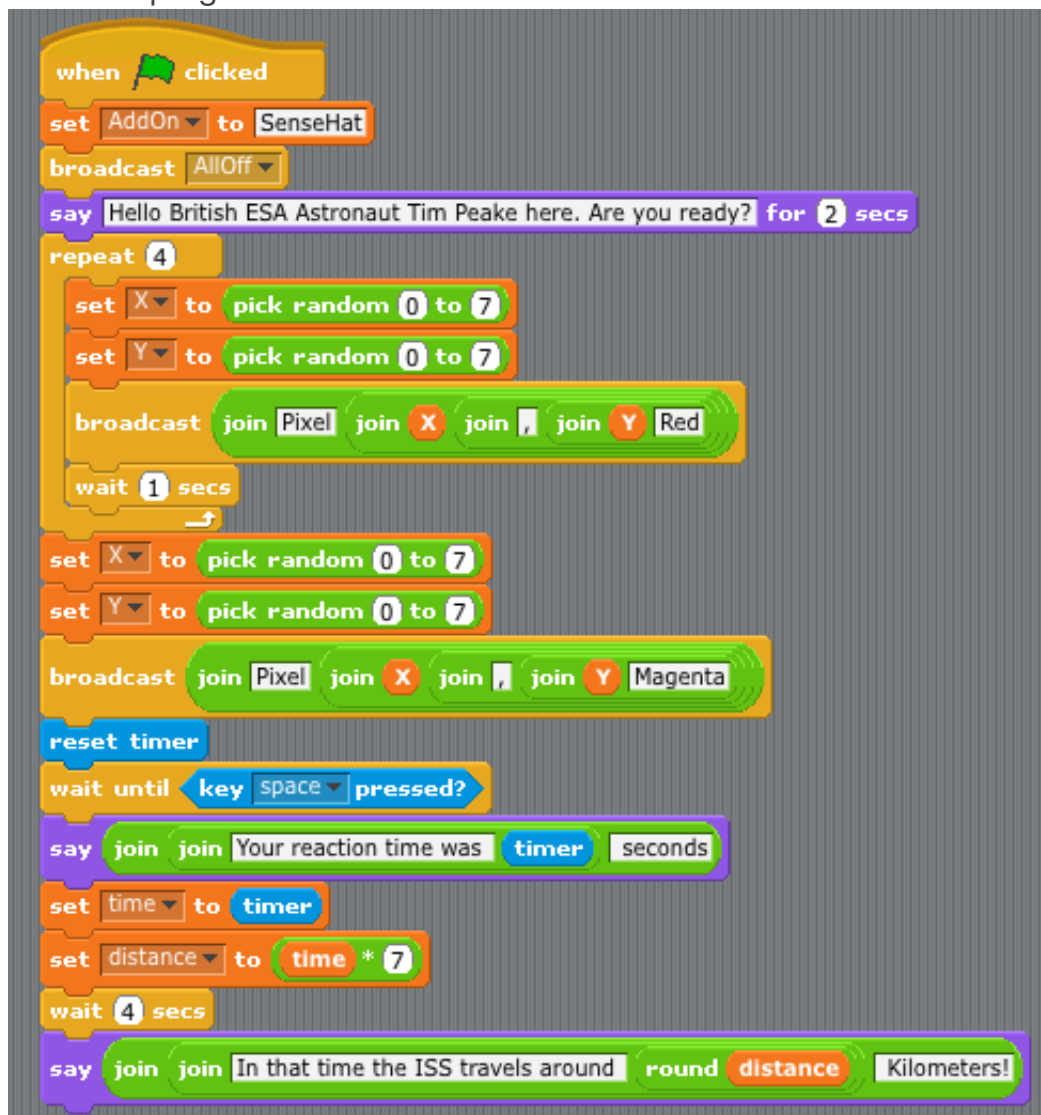 when clicked
set AddOn to SenseHat
broadcast AllOff
say Hello British ESA Astronaut Tim Peake here. Are you ready? for 2 secs
repeat 4
set X to pick random 0 to 7
set Y to pick random 0 to 7
broadcast join Pixel join X join , join Y Red
wait 1 secs
set X to pick random 0 to 7
set Y to pick random 0 to 7
broadcast join Pixel join X join , join Y Magenta
reset timer
wait until key space pressed?
say join join Your reaction time was timer seconds
set time to timer
set distance to time * 7
wait 4 secs
say join join In that time the ISS travels around round distance Kilometers!